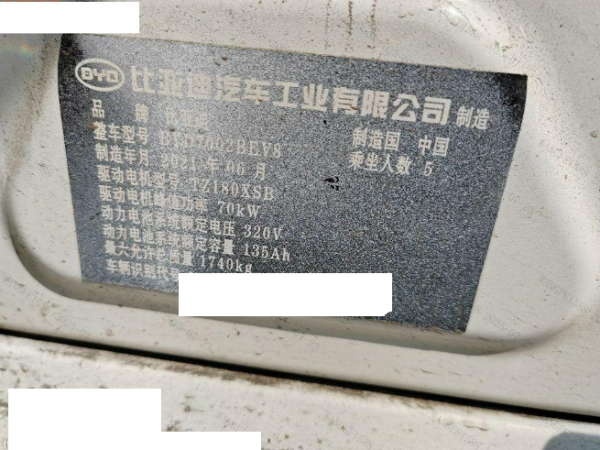 BYD 比亚迪汽车工业有限公司 制造
品 牌
整车型号 制造国 中国
制造年月 2021 年 06 月 乘坐人数 5
驱动电机型号 TZ180XSB
驱动电机峰值功率 70kW
动力电池系统额定电压 320V
动力电池系统额定容量 135Ah
最大允许总质量 1740kg
车辆识别代号